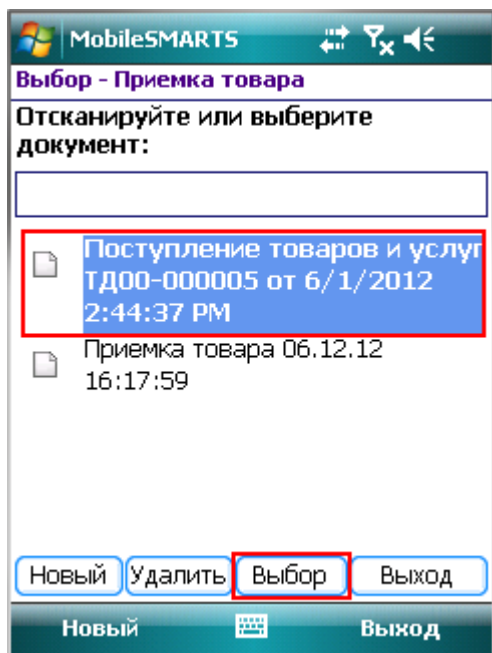 MobileSMARTS
Выбор - Приемка товара
Отсканируйте или выберите
документ:
Поступление товаров и услуг
ТД00-000005 от 6/1/2012
2:44:37 PM
Приемка товара 06.12.12
16:17:59
Новый Удалить Выбор Выход
Новый Выход